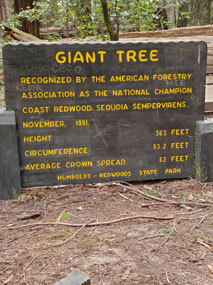 GIANT TREE
RECOGNIZED BY THE AMERICAN FORESTRY
ASSOCIATION AS THE NATIONAL CHAMPION
COAST REDWOOD, SEQUOIA SEMPERVIRENS,
NOVEMBER, 1991.
HEIGHT 363 FEET
CIRCUMFERENCE 53.2 FEET
AVERAGE CROWN SPREAD 62 FEET
HUMBOLDT - REDWOODS STATE PARK